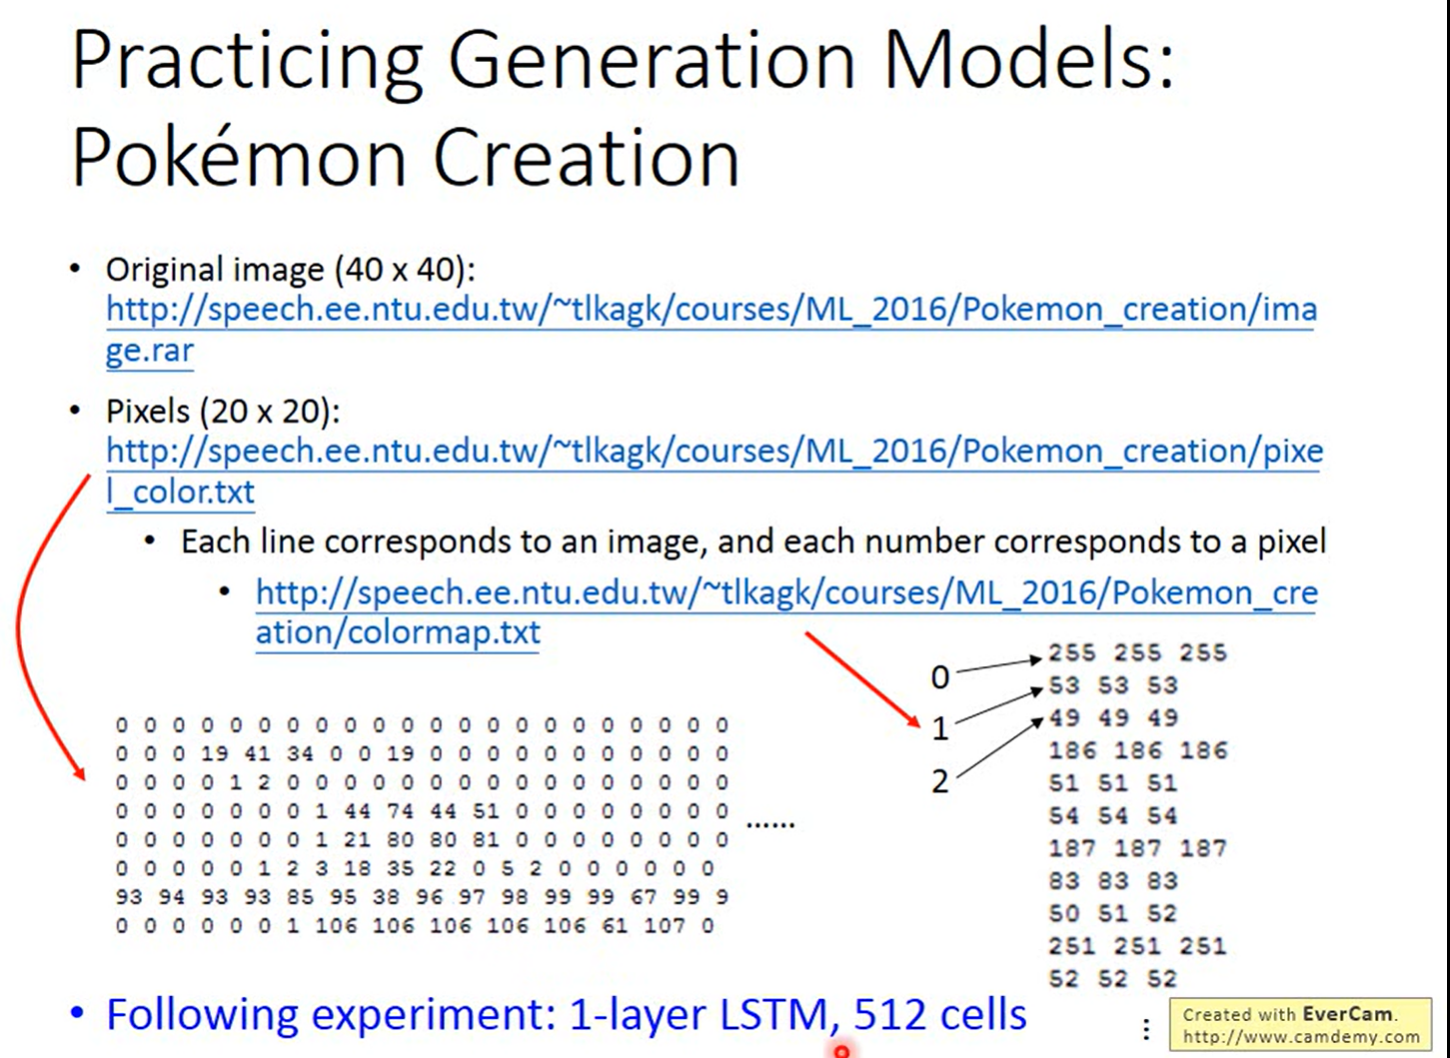 Practicing Generation Models:
Pokémon Creation
• Original image (40 x 40):
http://speech.ee.ntu.edu.tw/~tlkagk/courses/ML_2016/Pokemon_creation/ima
ge.rar
• Pixels (20 x 20):
http://speech.ee.ntu.edu.tw/~tlkagk/courses/ML_2016/Pokemon_creation/pixe
l_color.txt
• Each line corresponds to an image, and each number corresponds to a pixel
• http://speech.ee.ntu.edu.tw/~tlkagk/courses/ML_2016/Pokemon_cre
ation/colormap.txt
0 0 0 0 0 0 0 0 0 0 0 0 0 0 0 0 0 0 0 0 0 0
0 0 0 19 41 34 0 0 19 0 0 0 0 0 0 0 0 0 0 0
0 0 0 0 1 2 0 0 0 0 0 0 0 0 0 0 0 0 0 0 0 0
0 0 0 0 0 0 0 1 44 74 44 51 0 0 0 0 0 0 0 0
0 0 0 0 0 0 0 1 21 80 80 81 0 0 0 0 0 0 0 0
0 0 0 0 0 1 2 3 18 35 22 0 5 2 0 0 0 0 0 0
93 94 93 93 85 95 38 96 97 98 99 99 67 99 9
0 0 0 0 0 0 1 106 106 106 106 106 61 107 0
......
0
1
2
255 255 255
53 53 53
49 49 49
186 186 186
51 51 51
54 54 54
187 187 187
83 83 83
50 51 52
251 251 251
52 52 52
⋮
• Following experiment: 1-layer LSTM, 512 cells
Created with EverCam.
http://www.camdemy.com